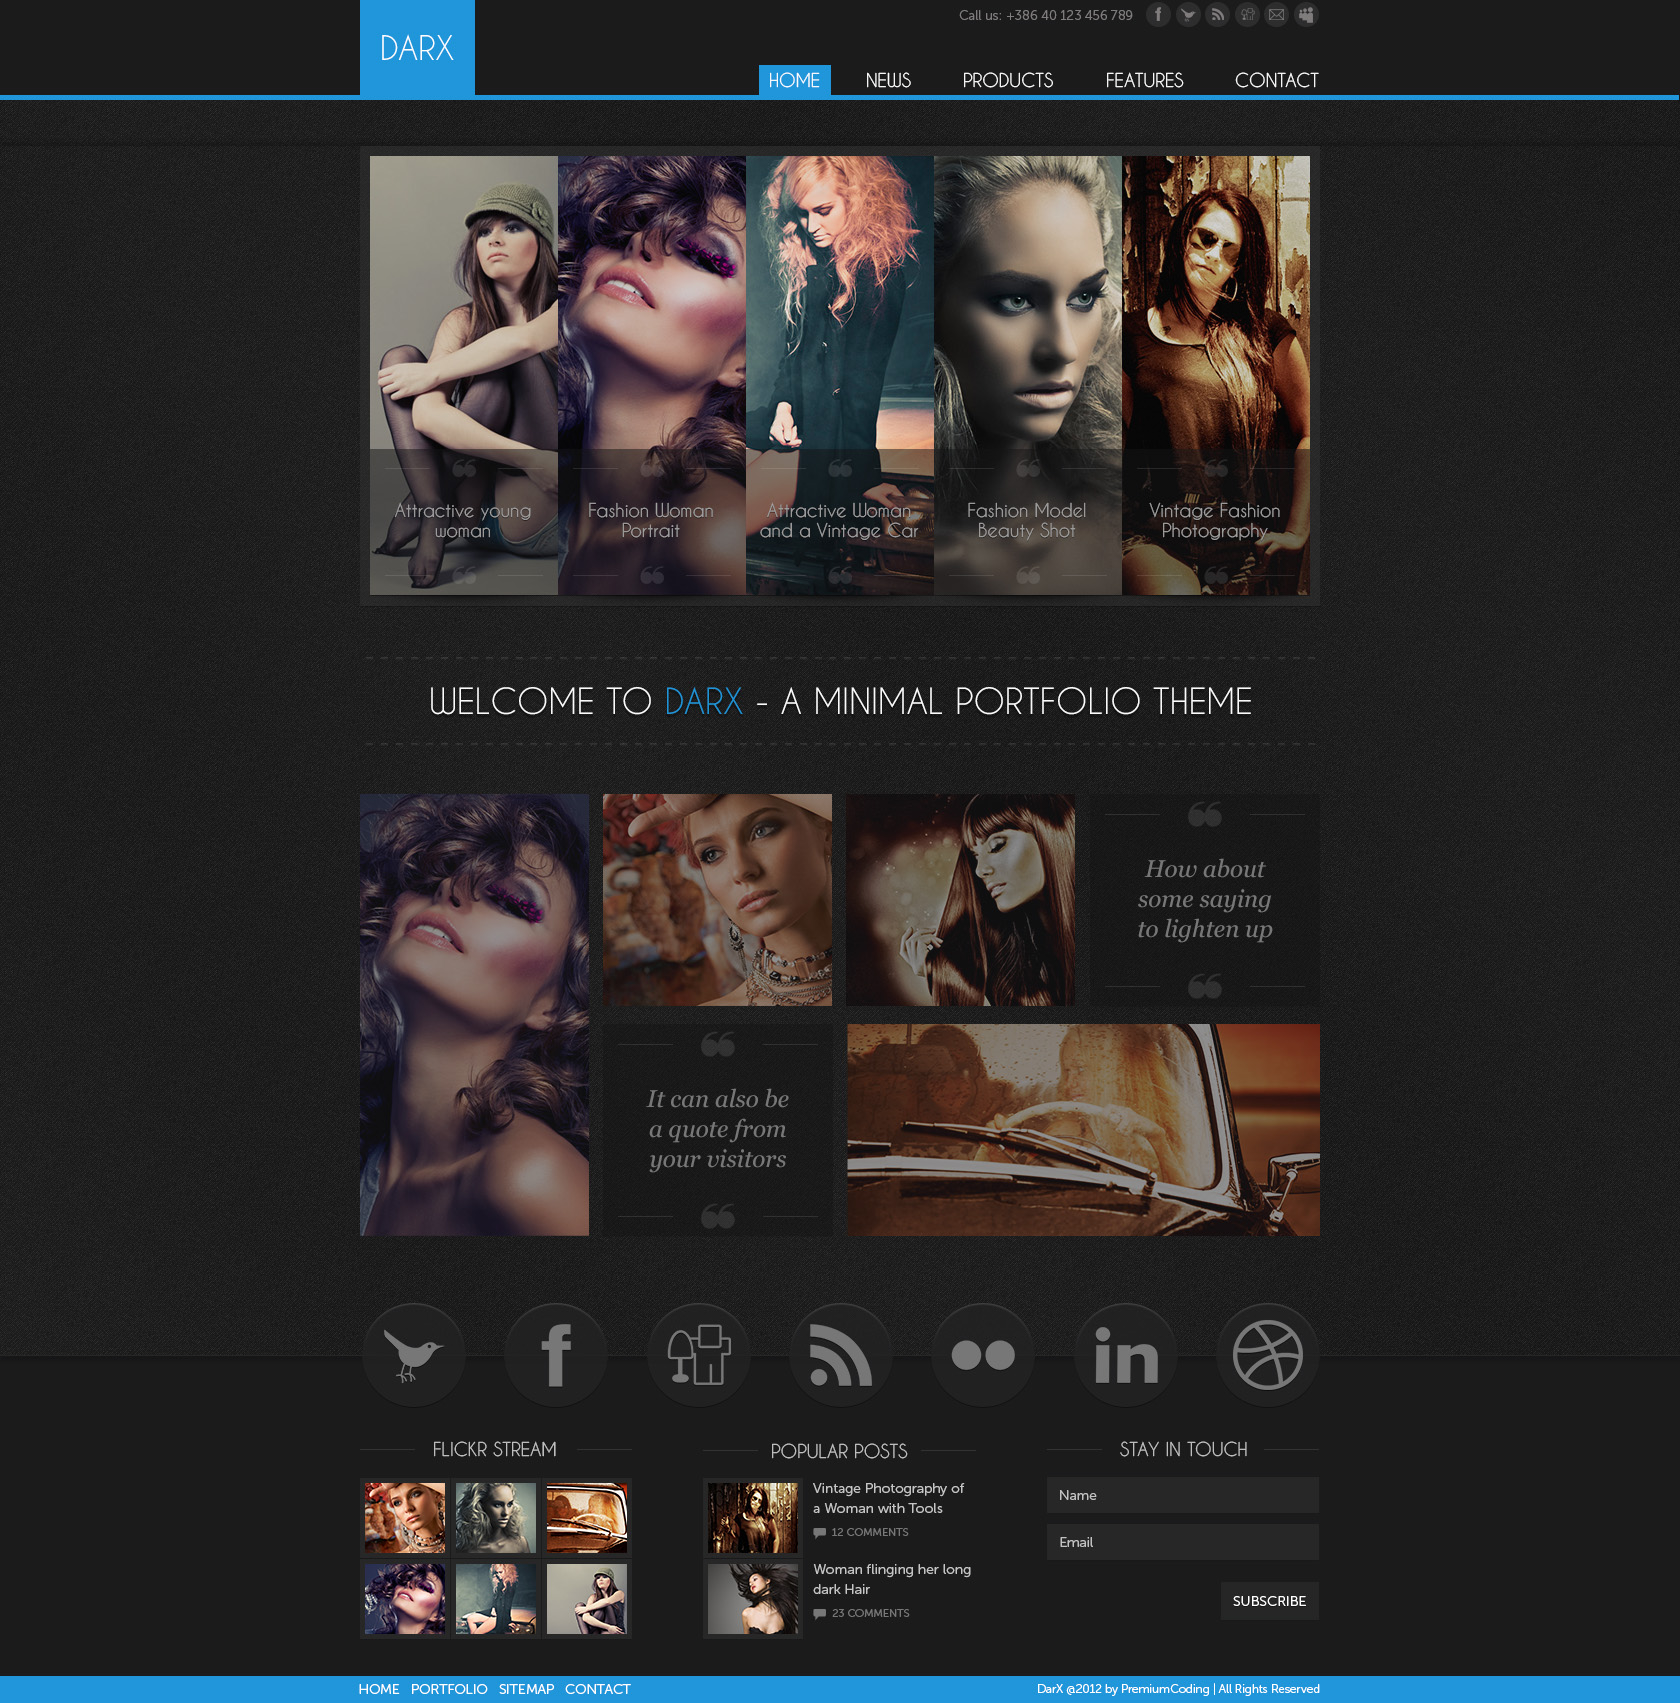 Call us: +386 40 123 456 789
DARX
HOME NEWS PRODUCTS FEATURES CONTACT
Attractive young
woman
Fashion Woman
Portrait
Attractive Woman
and a Vintage Car
Fashion Model
Beauty Shot
Vintage Fashion
Photography
WELCOME TO DARX - A MINIMAL PORTFOLIO THEME
How about
some saying
to lighten up
It can also be
a quote from
your visitors
FLICKR STREAM
POPULAR POSTS
Vintage Photography of
a Woman with Tools
12 COMMENTS
Woman flinging her long
dark Hair
23 COMMENTS
STAY IN TOUCH
Name
Email
SUBSCRIBE
HOME PORTFOLIO SITEMAP CONTACT
DarX @2012 by PremiumCoding | All Rights Reserved